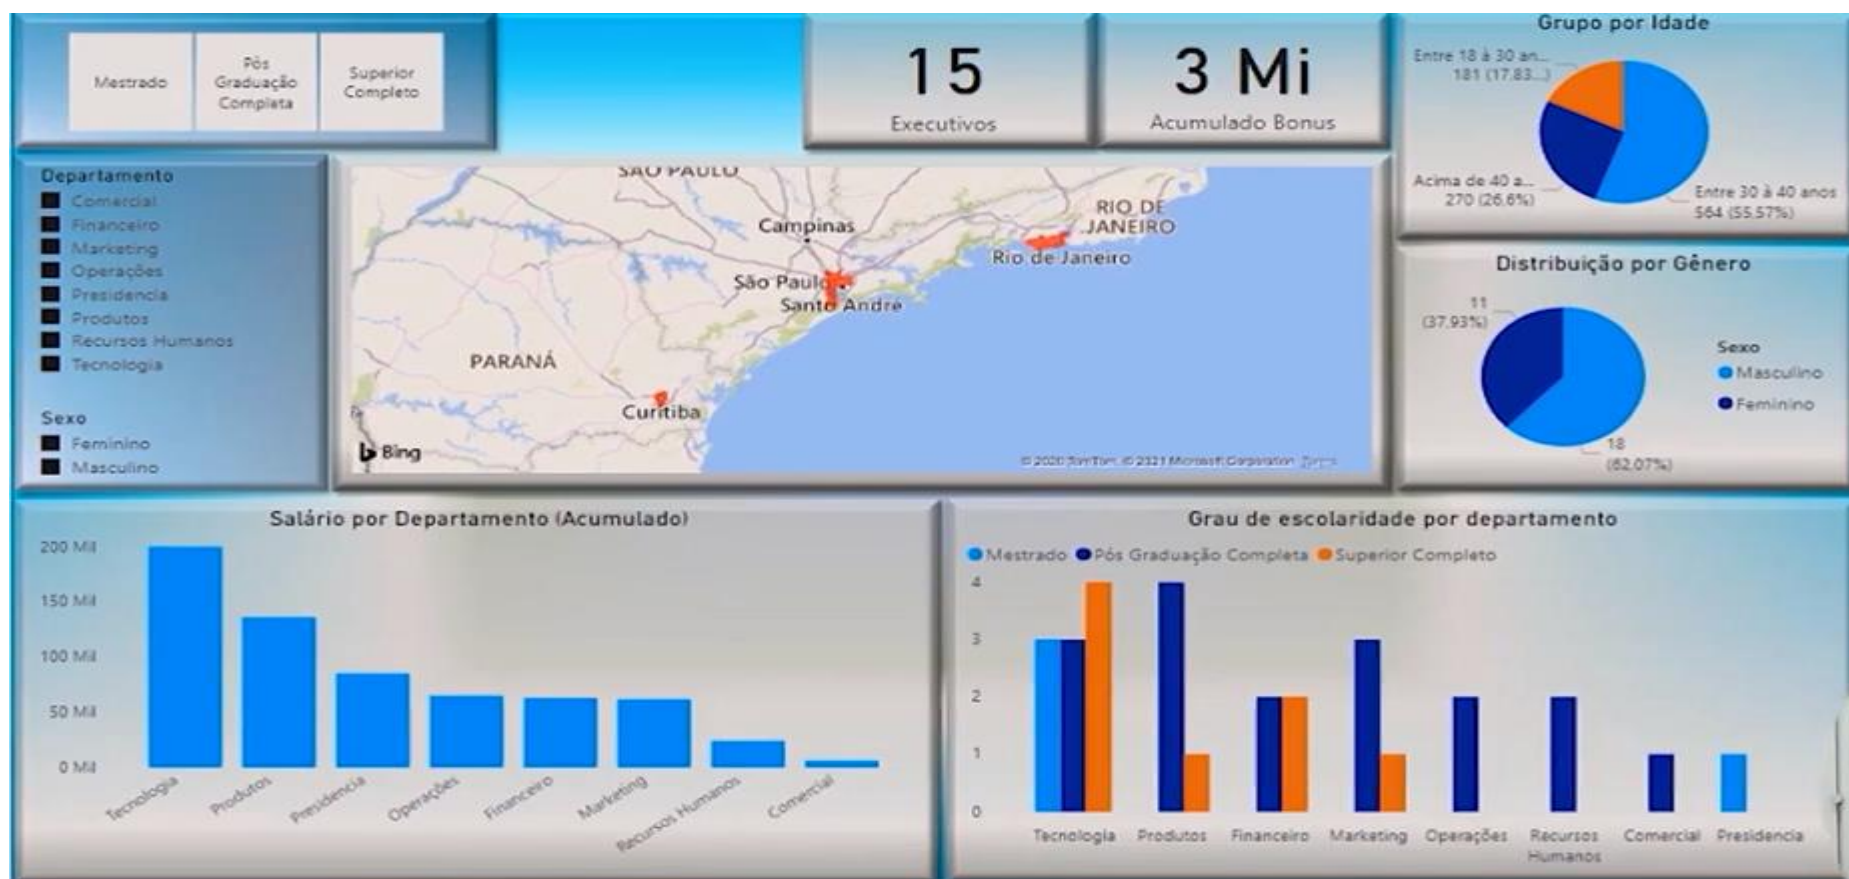 Mestrado
Pós
Graduação
Completa
Superior
Completo
15
Executivos
3 Mi
Acumulado Bonus
Grupo por Idade
Entre 18 à 30 an...
181 (17,83...)
Acima de 40 a...
270 (26,6%)
Entre 30 à 40 anos
564 (55,57%)
Departamento
Comercial
Financeiro
Marketing
Operações
Presidencia
Produtos
Recursos Humanos
Tecnologia
Sexo
Feminino
Masculino
SÃO PAULO
Campinas
RIO DE
JANEIRO
Rio de Janeiro
São Paulo
Santo André
PARANÁ
Curitiba
Bing
© 2020 TomTom, © 2021 Microsoft Corporation Terms
Distribuição por Gênero
11
(37,93%)
18
(62,07%)
Sexo
Masculino
Feminino
Salário por Departamento (Acumulado)
200 Mil
150 Mil
100 Mil
50 Mil
0 Mil
Tecnologia
Produtos
Presidencia
Operações
Financeiro
Marketing
Recursos Humanos
Comercial
Grau de escolaridade por departamento
Mestrado Pós Graduação Completa Superior Completo
4
3
2
1
0
Tecnologia Produtos Financeiro Marketing Operações Recursos Comercial Presidencia
Humanos